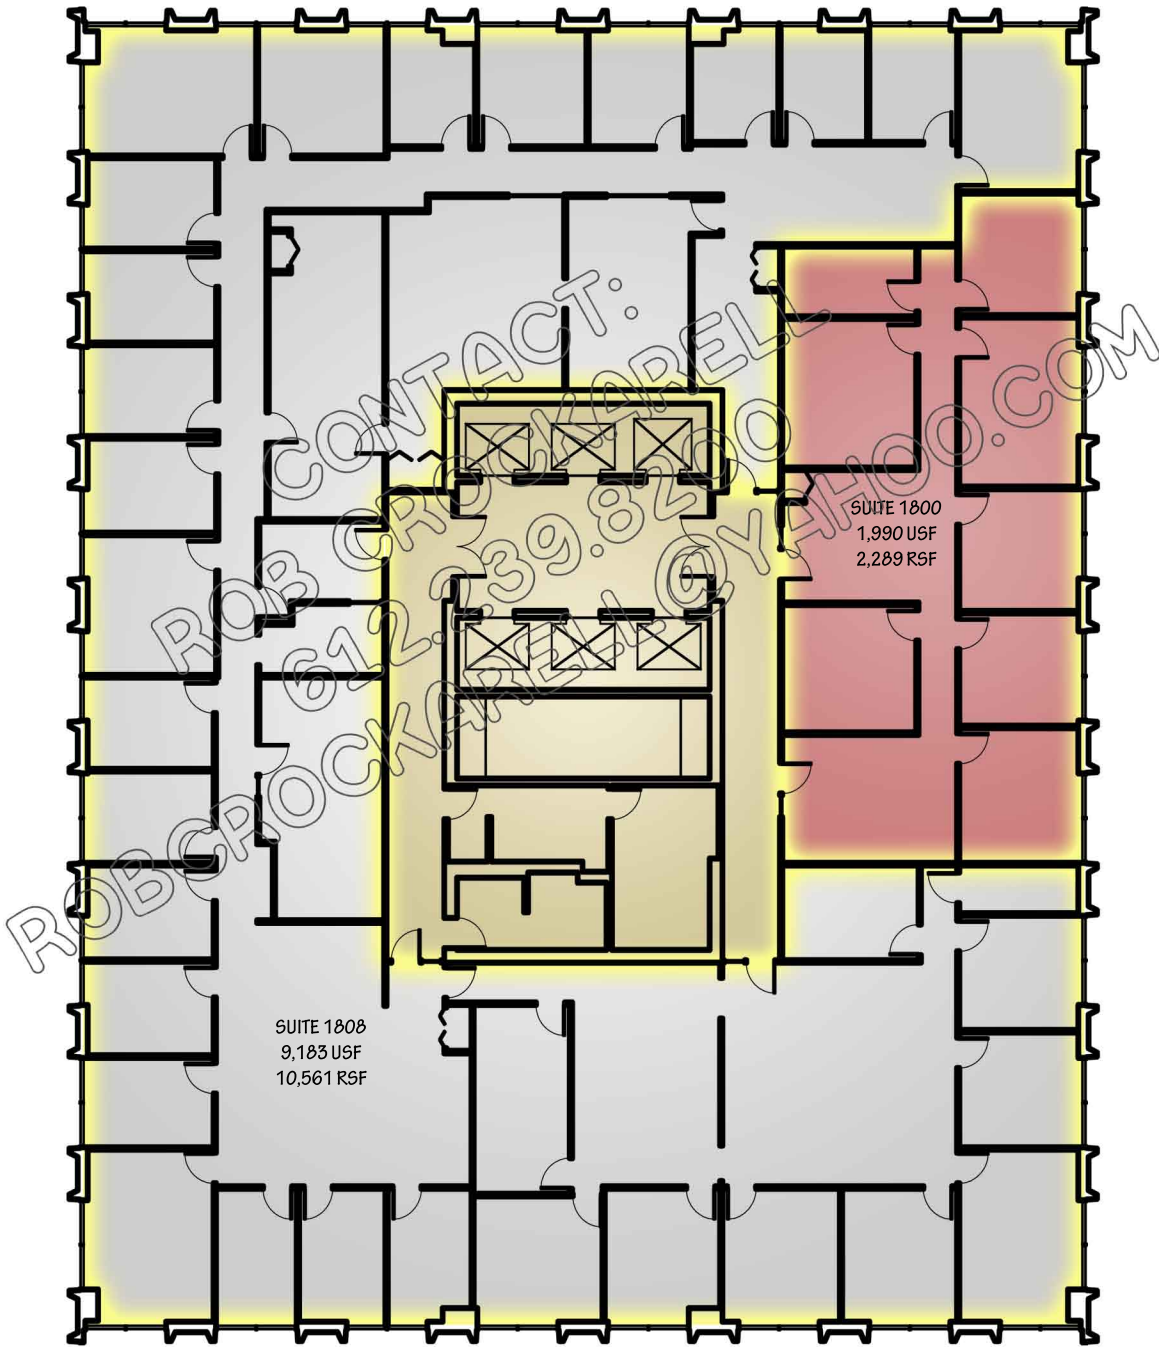 CONTACT:
ROB CROCKARELL
612.239.8200
ROBCROCKARELL@YAHOO.COM
SUITE 1800
1,990 USF
2,289 RSF
SUITE 1808
9,183 USF
10,561 RSF